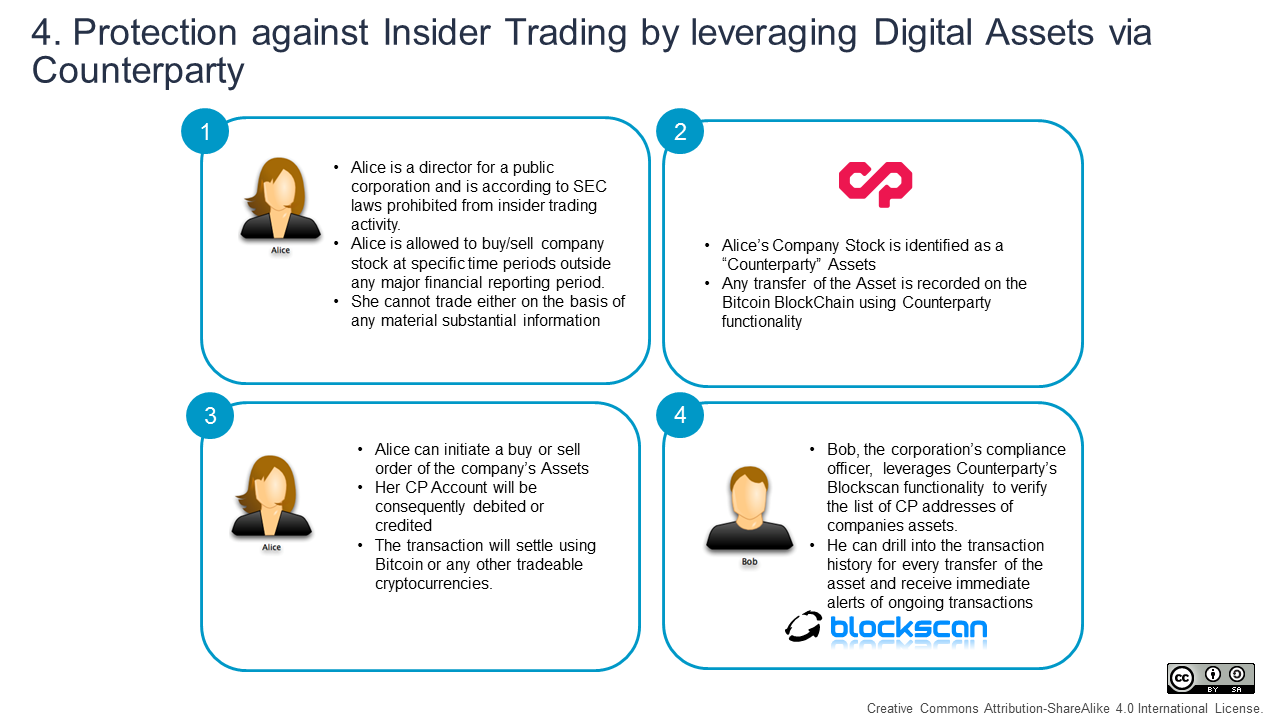 4. Protection against Insider Trading by leveraging Digital Assets via
Counterparty
1
• Alice is a director for a public
corporation and is according to SEC
laws prohibited from insider trading
activity.
• Alice is allowed to buy/sell company
stock at specific time periods outside
any major financial reporting period.
• She cannot trade either on the basis of
any material substantial information
Alice
2
• Alice’s Company Stock is identified as a
“Counterparty” Assets
• Any transfer of the Asset is recorded on the
Bitcoin BlockChain using Counterparty
functionality
3
• Alice can initiate a buy or sell
order of the company’s Assets
• Her CP Account will be
consequently debited or
credited
• The transaction will settle using
Bitcoin or any other tradeable
cryptocurrencies.
Alice
4
• Bob, the corporation’s compliance
officer, leverages Counterparty’s
Blockscan functionality to verify
the list of CP addresses of
companies assets.
• He can drill into the transaction
history for every transfer of the
asset and receive immediate
alerts of ongoing transactions
Bob
blockscan
cc
BY SA
Creative Commons Attribution-ShareAlike 4.0 International License.